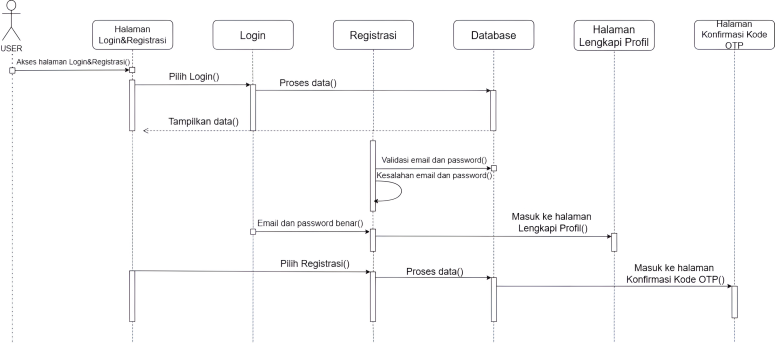 USER
Halaman
Login&Registrasi
Login
Registrasi
Database
Halaman
Lengkapi Profil
Halaman
Konfirmasi Kode
OTP
Akses halaman Login&Registrasi()
Pilih Login()
Proses data()
Tampilkan data()
Validasi email dan password()
Kesalahan email dan password()
Email dan password benar()
Masuk ke halaman
Lengkapi Profil()
Pilih Registrasi()
Proses data()
Masuk ke halaman
Konfirmasi Kode OTP()